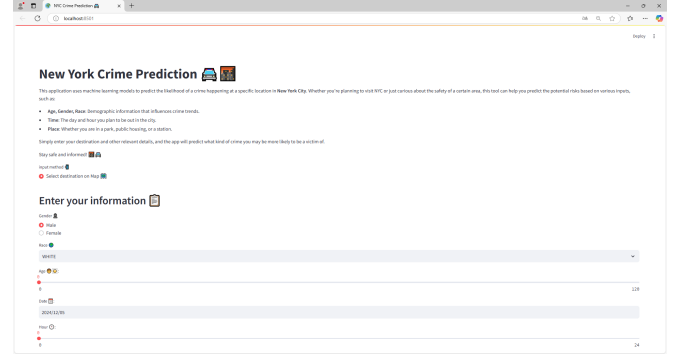 NYC Crime Prediction
localhost:8501
Deploy
New York Crime Prediction
This application uses machine learning models to predict the likelihood of a crime happening at a specific location in New York City. Whether you're planning to visit NYC or just curious about the safety of a certain area, this tool can help you predict the potential risks based on various inputs,
such as:
Age, Gender, Race: Demographic information that influences crime trends.
Time: The day and hour you plan to be out in the city.
Place: Whether you are in a park, public housing, or a station.
Simply enter your destination and other relevant details, and the app will predict what kind of crime you may be more likely to be a victim of.
Stay safe and informed!
Input method
Select destination on Map
Enter your information
Gender
Male
Female
Race
WHITE
Age
0
0 120
Date
2024/12/05
Hour
0
0 24